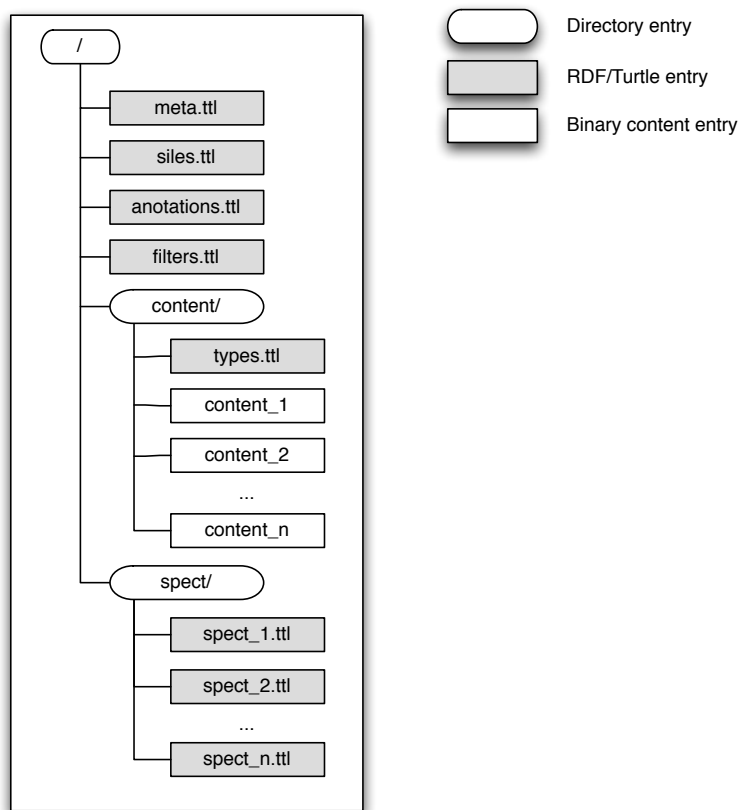 /
meta.ttl
siles.ttl
anotations.ttl
filters.ttl
content/
types.ttl
content_1
content_2
...
content_n
spect/
spect_1.ttl
spect_2.ttl
...
spect_n.ttl
Directory entry
RDF/Turtle entry
Binary content entry